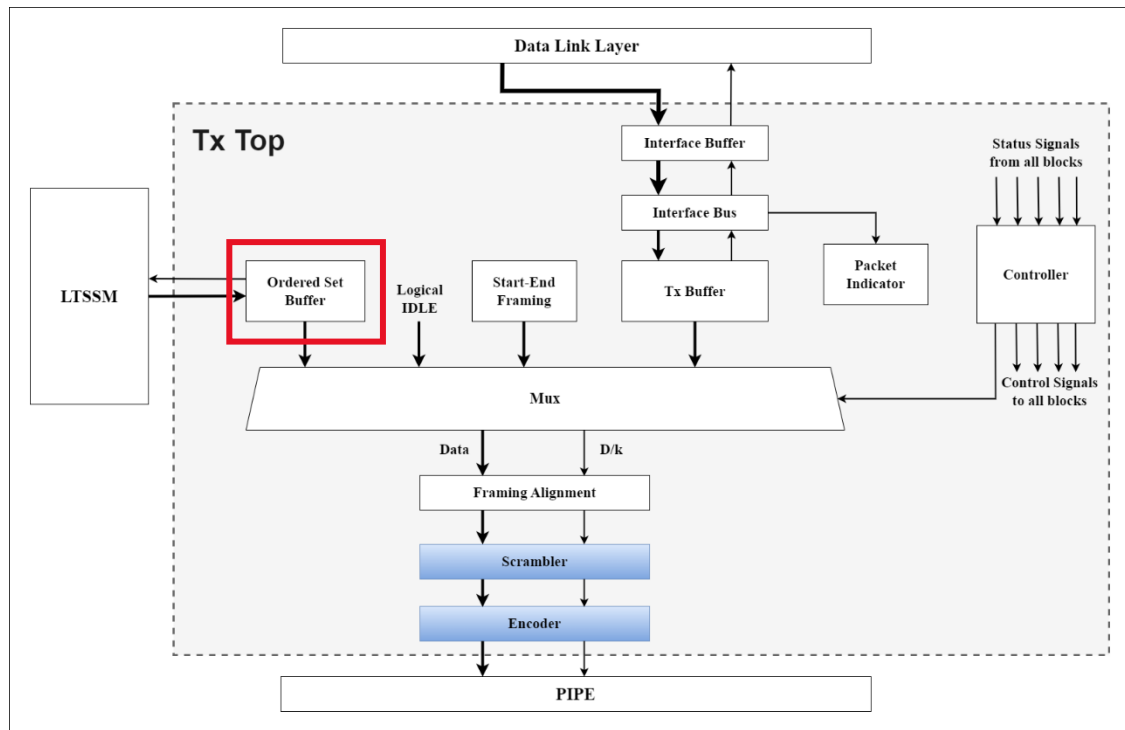 Data Link Layer
Tx Top
Interface Buffer
Status Signals
from all blocks
Interface Bus
LTSSM
Ordered Set
Buffer
Logical
IDLE
Start-End
Framing
Tx Buffer
Packet
Indicator
Controller
Control Signals
to all blocks
Mux
Data
D/k
Framing Alignment
Scrambler
Encoder
PIPE